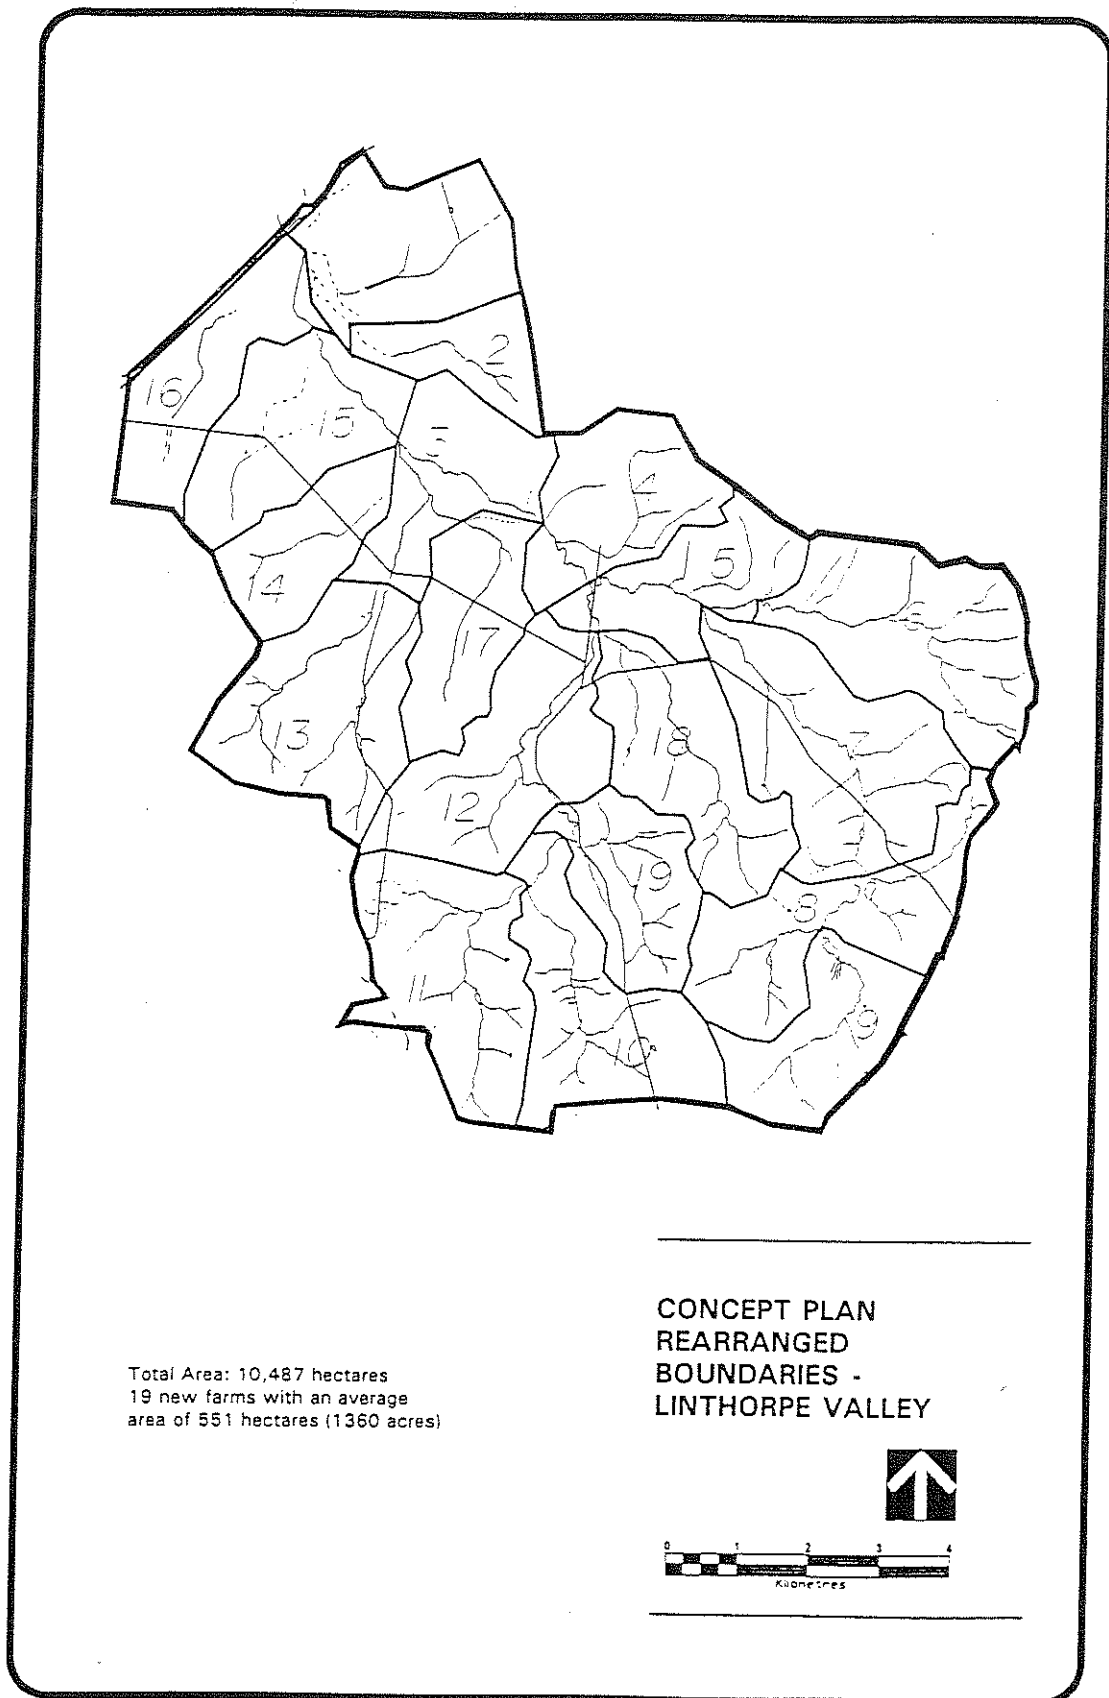 2
16
15
3
4
5
14
6
17
13
18
7
12
19
8
11
9
10
CONCEPT PLAN
REARRANGED
BOUNDARIES -
LINTHORPE VALLEY
Total Area: 10,487 hectares
19 new farms with an average
area of 551 hectares (1360 acres)
0 1 2 3 4
Kilometres